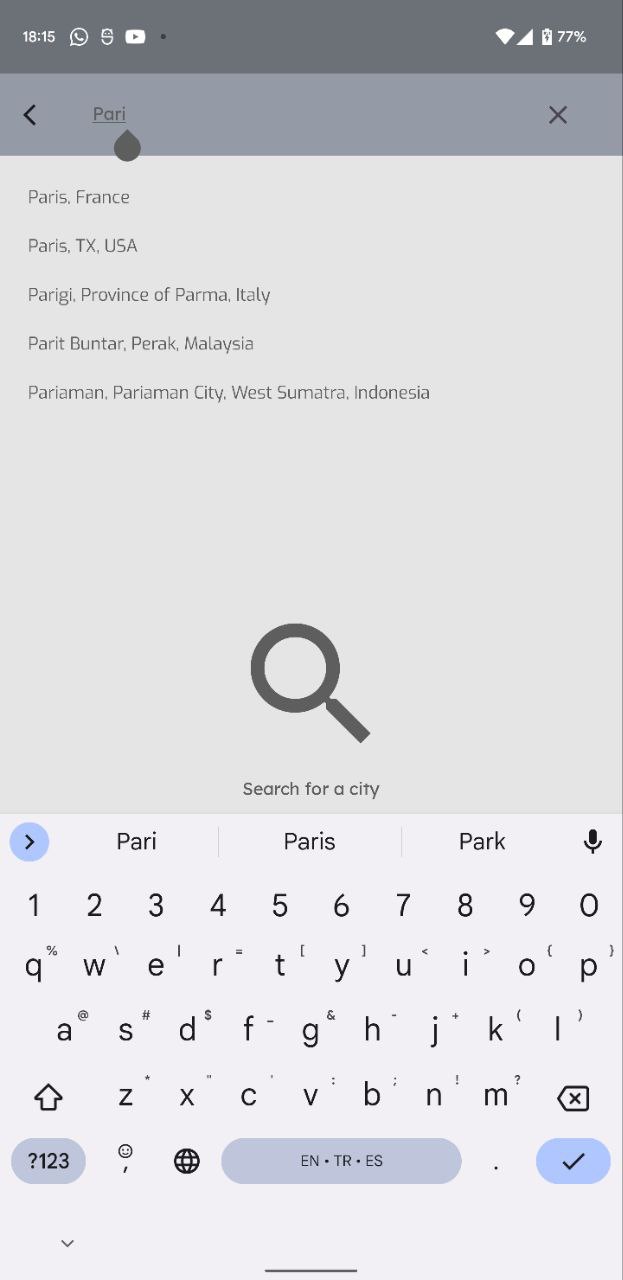 18:15 77%
Pari
Paris, France
Paris, TX, USA
Parigi, Province of Parma, Italy
Parit Buntar, Perak, Malaysia
Pariaman, Pariaman City, West Sumatra, Indonesia
Search for a city
Pari Paris Park
1 2 3 4 5 6 7 8 9 0
% \ | = [ ] < > { }
q w e r t y u i o p
@ # $ _ & - + ( )
a s d f g h j k l
* " ' : ; ! ?
z x c v b n m
?123 , EN • TR • ES .